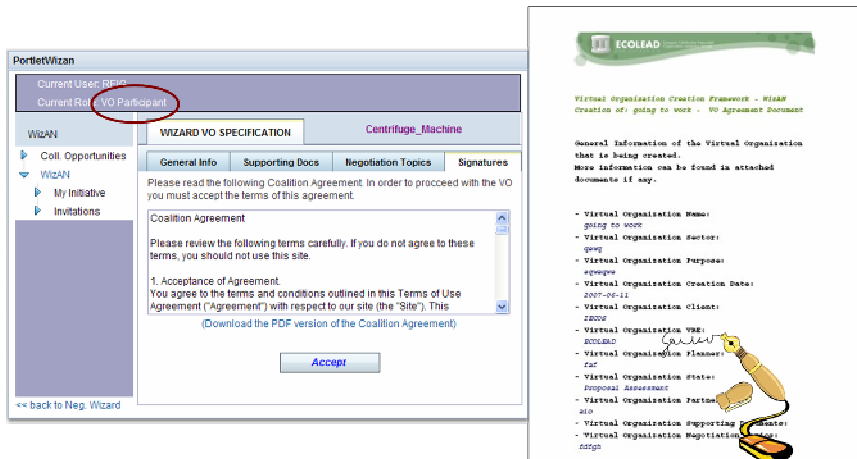 PortletWizan
Current User: REIG
Current Role: VO Participant
WizAN
Coll. Opportunities
WizAN
My Initiative
Invitations
<< back to Neg. Wizard
WIZARD VO SPECIFICATION
Centrifuge_Machine
General Info
Supporting Docs
Negotiation Topics
Signatures
Please read the following Coalition Agreement. In order to procceed with the VO
you must accept the terms of this agreement.
Coalition Agreement
Please review the following terms carefully. If you do not agree to these
terms, you should not use this site.
1. Acceptance of Agreement.
You agree to the terms and conditions outlined in this Terms of Use
Agreement ("Agreement") with respect to our site (the "Site"). This
(Download the PDF version of the Coalition Agreement)
Accept
ECOLEAD
Virtual Organization Creation Framework - WizAN
Creation of: going to work - VO Agreement Document
General Information of the Virtual Organization
that is being created.
More information can be found in attached
documents if any.
- Virtual Organization Name:
going to work
- Virtual Organization Sector:
qewq
- Virtual Organization Purpose:
eqweqwe
- Virtual Organization Creation Date:
2007-06-11
- Virtual Organization Client:
- Virtual Organization VBE:
ECOLEAD
- Virtual Organization Planner:
faf
- Virtual Organization State:
Proposal Assessment
- Virtual Organization Partne
aio
- Virtual Organization Supporting
- Virtual Organization Negotiation
fdfgh